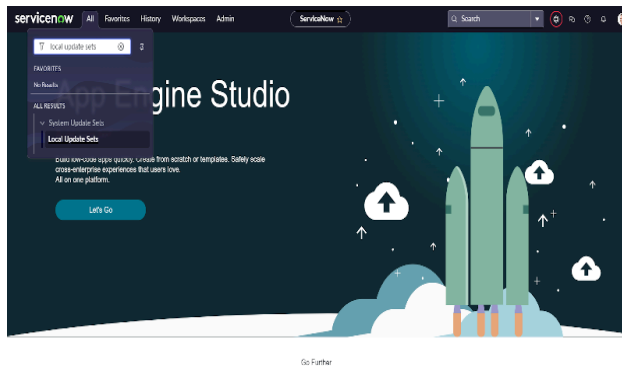 servicenow All Favorites History Workspaces Admin ServiceNow Search
local update sets
FAVORITES
No Results
ALL RESULTS
System Update Sets
Local Update Sets
App Engine Studio
Build low-code apps quickly. Create from scratch or templates. Safely scale
cross-enterprise experiences that users love.
All on one platform.
Let's Go
Go Further